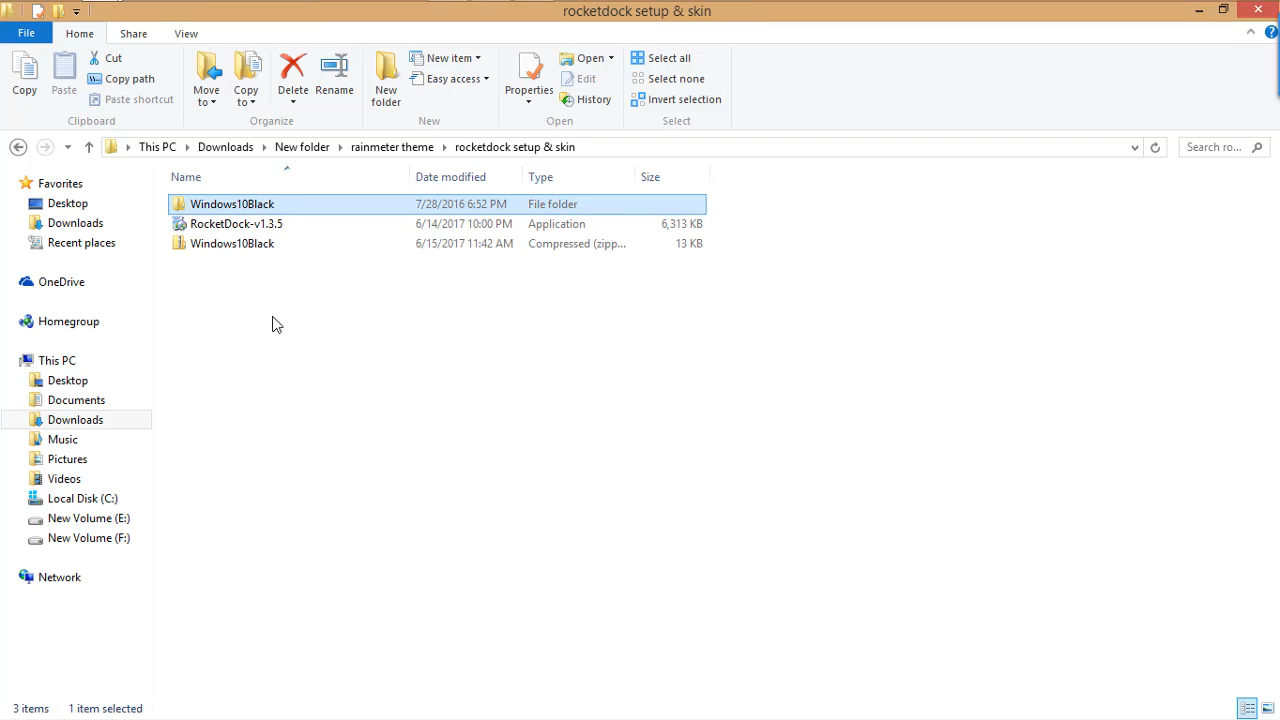 rocketdock setup & skin
File Home Share View
Copy Paste Cut Copy path Paste shortcut
Move to Copy to Delete Rename
New folder New item Easy access
Properties Open Edit History
Select all Select none Invert selection
Clipboard Organize New Open Select
This PC Downloads New folder rainmeter theme rocketdock setup & skin Search ro...
Name Date modified Type Size
Windows10Black 7/28/2016 6:52 PM File folder
RocketDock-v1.3.5 6/14/2017 10:00 PM Application 6,313 KB
Windows10Black 6/15/2017 11:42 AM Compressed (zipp... 13 KB
Favorites
Desktop
Downloads
Recent places
OneDrive
Homegroup
This PC
Desktop
Documents
Downloads
Music
Pictures
Videos
Local Disk (C:)
New Volume (E:)
New Volume (F:)
Network
3 items 1 item selected